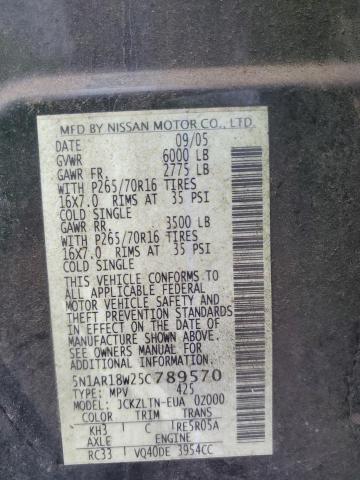 MFD BY NISSAN MOTOR CO., LTD.
DATE 09/05
GVWR 6000 LB
GAWR FR. 2775 LB
WITH P265/70R16 TIRES
16X7.0 RIMS AT 35 PSI
COLD SINGLE
GAWR RR. 3500 LB
WITH P265/70R16 TIRES
16X7.0 RIMS AT 35 PSI
COLD SINGLE
THIS VEHICLE CONFORMS TO
ALL APPLICABLE FEDERAL
MOTOR VEHICLE SAFETY AND
THEFT PREVENTION STANDARDS
IN EFFECT ON THE DATE OF
MANUFACTURE SHOWN ABOVE.
SEE OWNERS MANUAL FOR
ADDITIONAL INFORMATION.
5N1AR18W25C789570
TYPE: MPV 425
MODEL: JCKZLTN-EUA 02000
COLOR TRIM TRANS
KH3 C RE5R05A
AXLE ENGINE
RC33 VQ40DE 3954CC